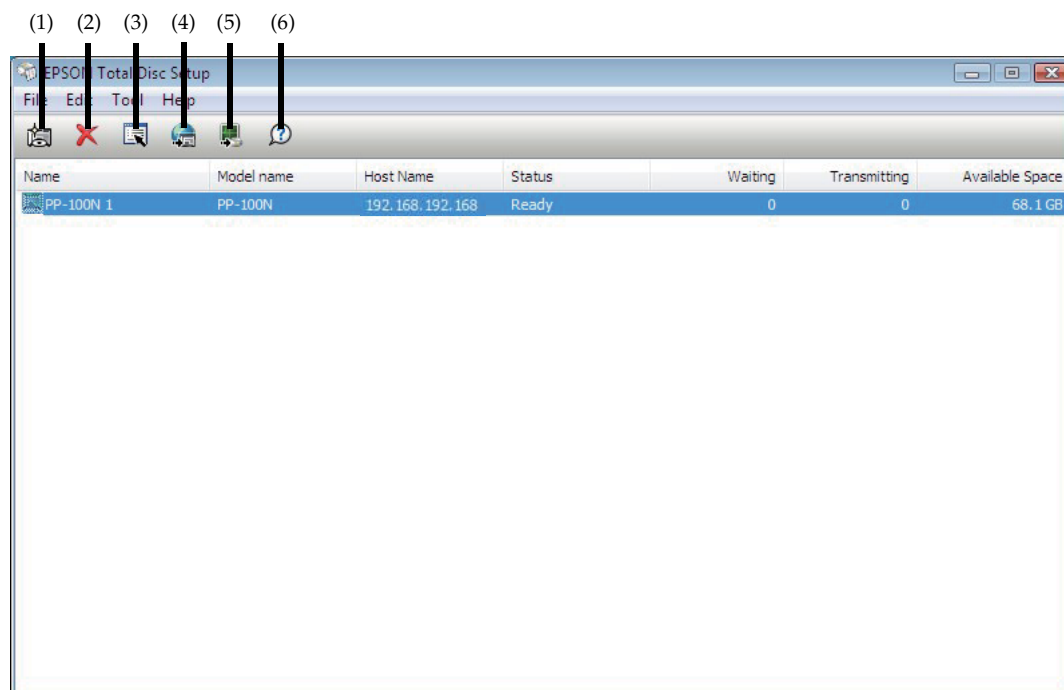 (1) (2) (3) (4) (5) (6)
EPSON Total Disc Setup
File Edit Tool Help
Name Model name Host Name Status Waiting Transmitting Available Space
PP-100N 1 PP-100N 192.168.192.168 Ready 0 0 68.1 GB